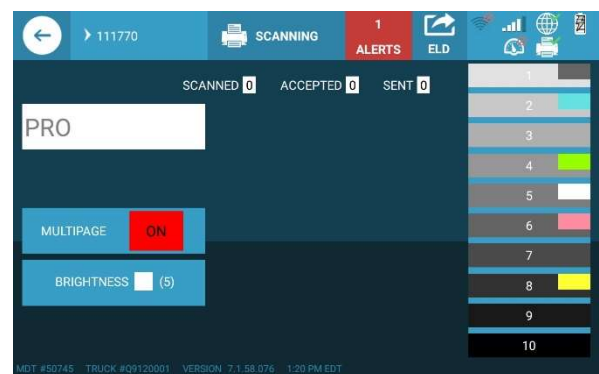 111770
SCANNING
1
ALERTS
ELD
SCANNED 0 ACCEPTED 0 SENT 0
PRO
MULTIPAGE ON
BRIGHTNESS (5)
1
2
3
4
5
6
7
8
9
10
MDT #50745 TRUCK #Q9120001 VERSION 7.1.58.076 1:20 PM EDT